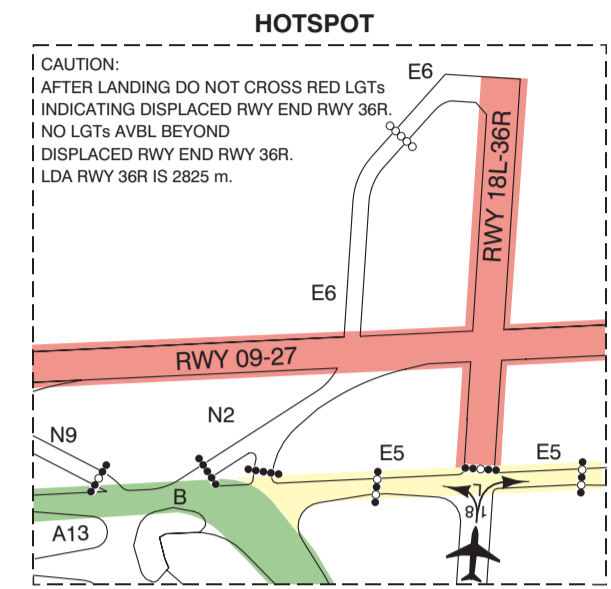 HOTSPOT
CAUTION:
AFTER LANDING DO NOT CROSS RED LGTs
INDICATING DISPLACED RWY END RWY 36R.
NO LGTs AVBL BEYOND
DISPLACED RWY END RWY 36R.
LDA RWY 36R IS 2825 m.
E6
RWY 18L-36R
E6
RWY 09-27
N2
N9
E5
E5
B
18L
A13